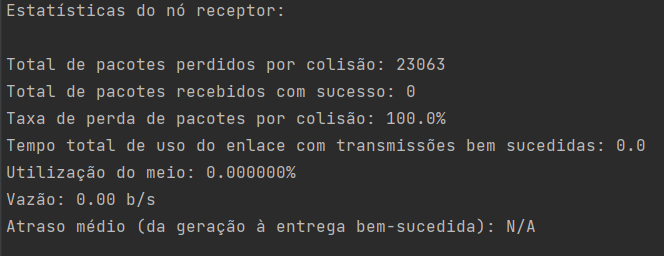 Estatísticas do nó receptor:
Total de pacotes perdidos por colisão: 23063
Total de pacotes recebidos com sucesso: 0
Taxa de perda de pacotes por colisão: 100.0%
Tempo total de uso do enlace com transmissões bem sucedidas: 0.0
Utilização do meio: 0.000000%
Vazão: 0.00 b/s
Atraso médio (da geração à entrega bem-sucedida): N/A